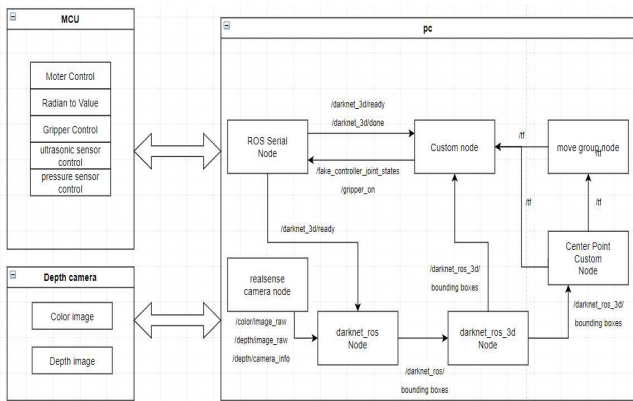 MCU
Moter Control
Radian to Value
Gripper Control
ultrasonic sensor
control
pressure sensor
control
Depth camera
Color image
Depth image
pc
/darknet_3d/ready
/darknet_3d/done
ROS Serial
Node
Custom node
/tf
move group node
/tf
/fake_controller_joint_states
/gripper_on
/tf
/tf
/darknet_3d/ready
Center Point
Custom
Node
realsense
camera node
/darknet_ros_3d/
bounding boxes
/darknet_ros_3d/
bounding boxes
/color/image_raw
/depth/image_raw
/depth/camera_info
darknet_ros
Node
darknet_ros_3d
Node
/darknet_ros/
bounding boxes